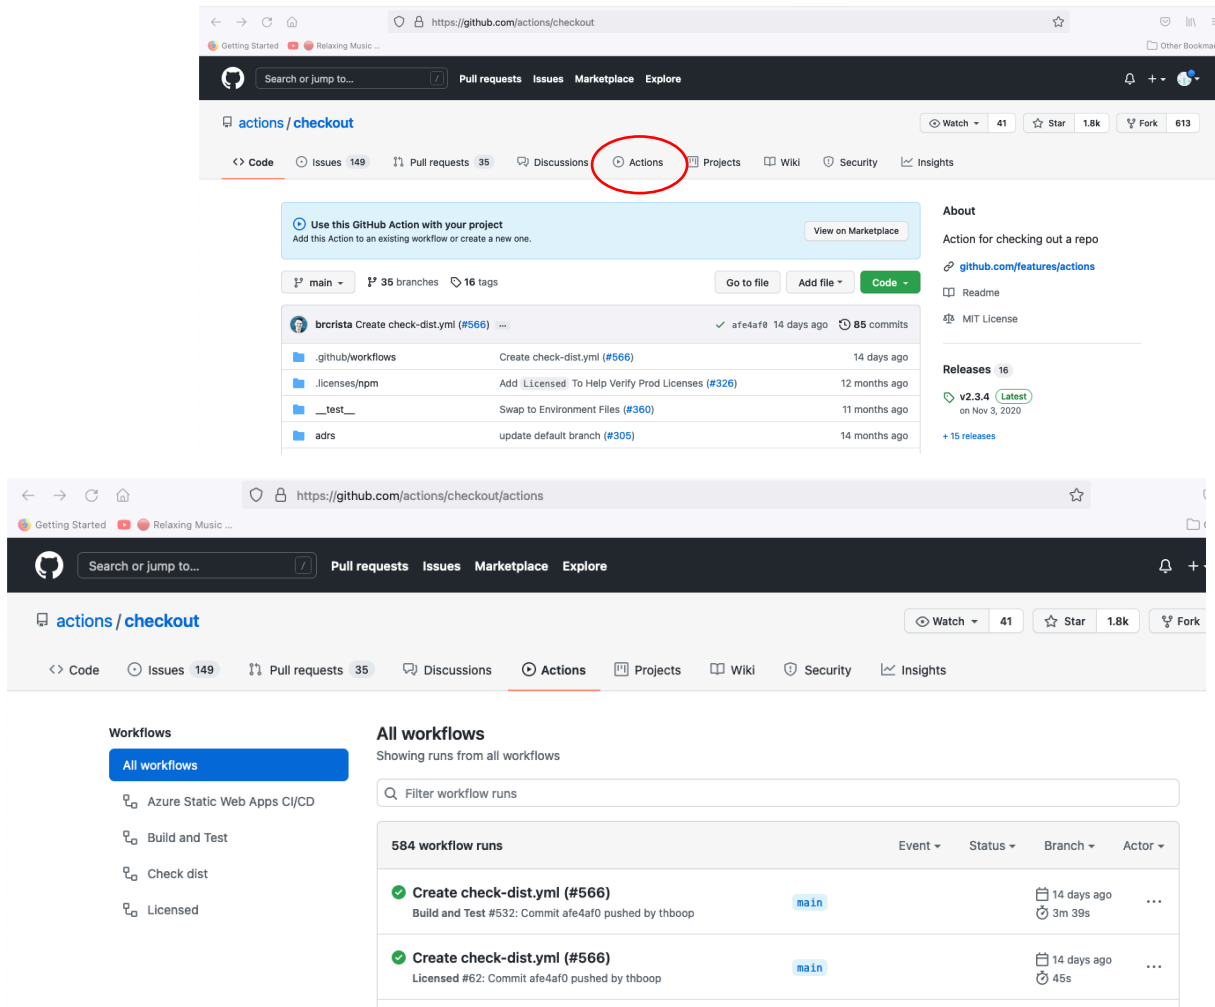 https://github.com/actions/checkout
Getting Started Relaxing Music ... Other Bookmar
Search or jump to... / Pull requests Issues Marketplace Explore
actions / checkout Watch 41 Star 1.8k Fork 613
Code Issues 149 Pull requests 35 Discussions Actions Projects Wiki Security Insights
Use this GitHub Action with your project
Add this Action to an existing workflow or create a new one.
View on Marketplace
main 35 branches 16 tags Go to file Add file Code
brcrista Create check-dist.yml (#566) ... afe4af0 14 days ago 85 commits
.github/workflows Create check-dist.yml (#566) 14 days ago
.licenses/npm Add Licensed To Help Verify Prod Licenses (#326) 12 months ago
__test__ Swap to Environment Files (#360) 11 months ago
adrs update default branch (#305) 14 months ago
About
Action for checking out a repo
github.com/features/actions
Readme
MIT License
Releases 16
v2.3.4 Latest
on Nov 3, 2020
+ 15 releases
https://github.com/actions/checkout/actions
Getting Started Relaxing Music ...
Search or jump to... / Pull requests Issues Marketplace Explore
actions / checkout Watch 41 Star 1.8k Fork
Code Issues 149 Pull requests 35 Discussions Actions Projects Wiki Security Insights
Workflows
All workflows
Azure Static Web Apps CI/CD
Build and Test
Check dist
Licensed
All workflows
Showing runs from all workflows
Filter workflow runs
584 workflow runs Event Status Branch Actor
Create check-dist.yml (#566) main 14 days ago
Build and Test #532: Commit afe4af0 pushed by thboop 3m 39s
Create check-dist.yml (#566) main 14 days ago
Licensed #62: Commit afe4af0 pushed by thboop 45s